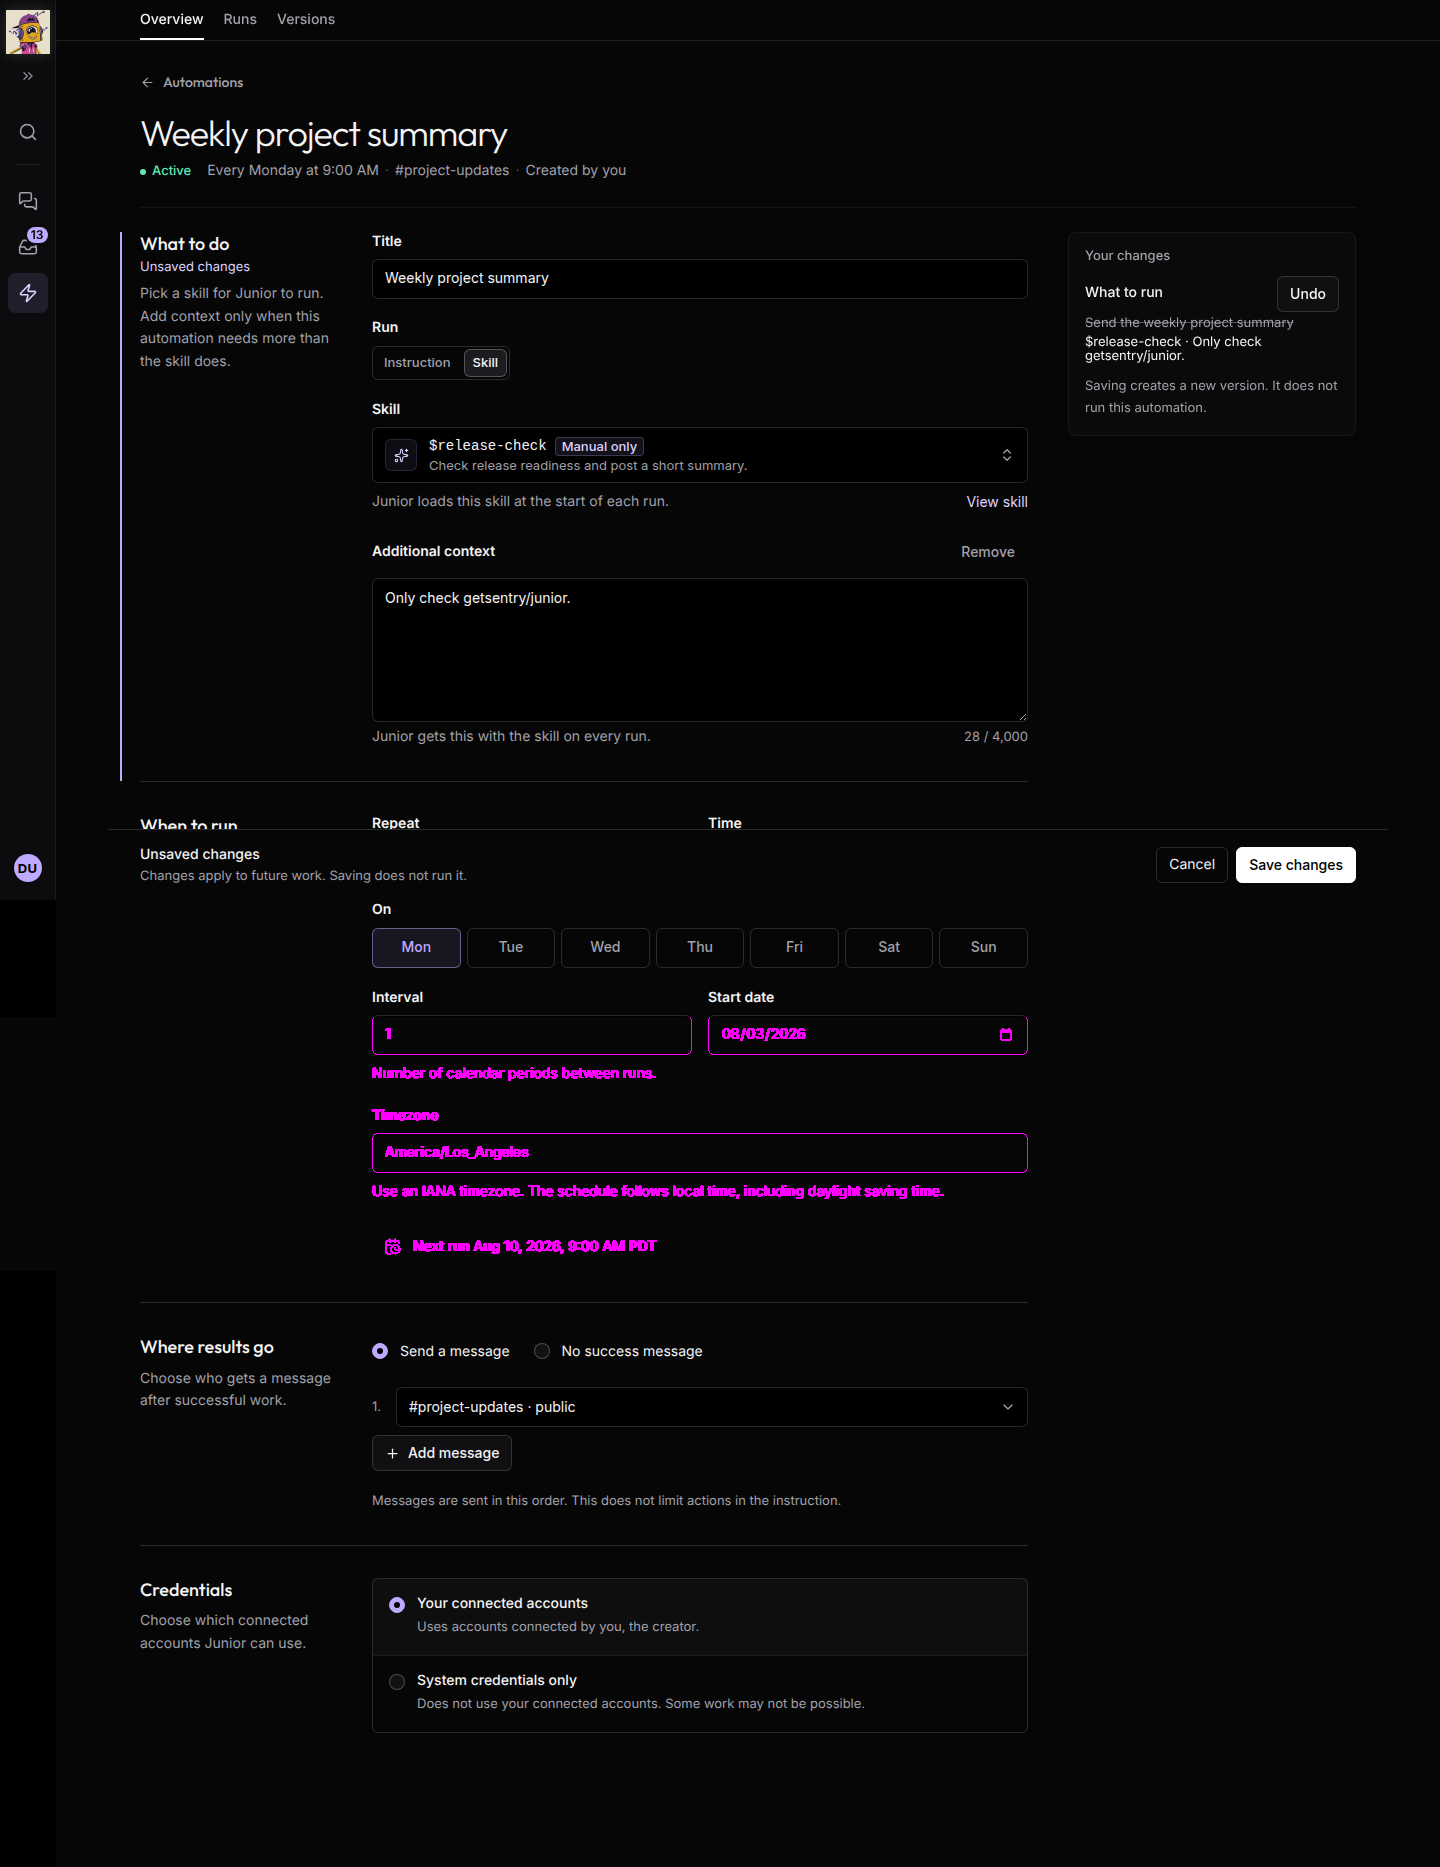 Overview Runs Versions
Automations
Weekly project summary
Active Every Monday at 9:00 AM · #project-updates · Created by you
13
DU
What to do
Unsaved changes
Pick a skill for Junior to run.
Add context only when this
automation needs more than
the skill does.
Title
Weekly project summary
Run
Instruction Skill
Skill
$release-check Manual only
Check release readiness and post a short summary.
Junior loads this skill at the start of each run. View skill
Additional context Remove
Only check getsentry/junior.
Junior gets this with the skill on every run. 28 / 4,000
Your changes
What to run Undo
Send the weekly project summary
$release-check · Only check
getsentry/junior.
Saving creates a new version. It does not
run this automation.
When to run Repeat Time
Unsaved changes
Changes apply to future work. Saving does not run it.
Cancel Save changes
On
Mon Tue Wed Thu Fri Sat Sun
Interval Start date
1 08/03/2026
Number of calendar periods between runs.
Timezone
America/Los_Angeles
Use an IANA timezone. The schedule follows local time, including daylight saving time.
Next run Aug 10, 2026, 9:00 AM PDT
Where results go
Choose who gets a message
after successful work.
Send a message No success message
1. #project-updates · public
Add message
Messages are sent in this order. This does not limit actions in the instruction.
Credentials
Choose which connected
accounts Junior can use.
Your connected accounts
Uses accounts connected by you, the creator.
System credentials only
Does not use your connected accounts. Some work may not be possible.